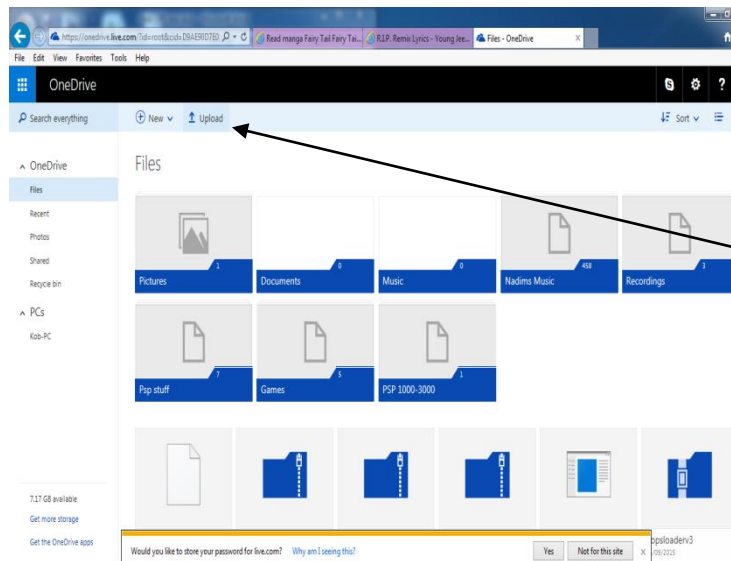 https://onedrive.live.com/?id=root&cid=D9AE90D7E0
Read manga Fairy Tail Fairy Tai...
R.I.P. Remix Lyrics - Young Jee...
Files - OneDrive
x
File Edit View Favorites Tools Help
OneDrive
?
Search everything
New
Upload
Sort
OneDrive
Files
Recent
Photos
Shared
Recycle bin
PCs
Kob-PC
Files
1
Pictures
0
Documents
0
Music
458
Nadims Music
3
Recordings
7
Psp stuff
5
Games
1
PSP 1000-3000
opsloaderv3
/09/2015
7.17 GB available
Get more storage
Get the OneDrive apps
Would you like to store your password for live.com? Why am I seeing this? Yes Not for this site x